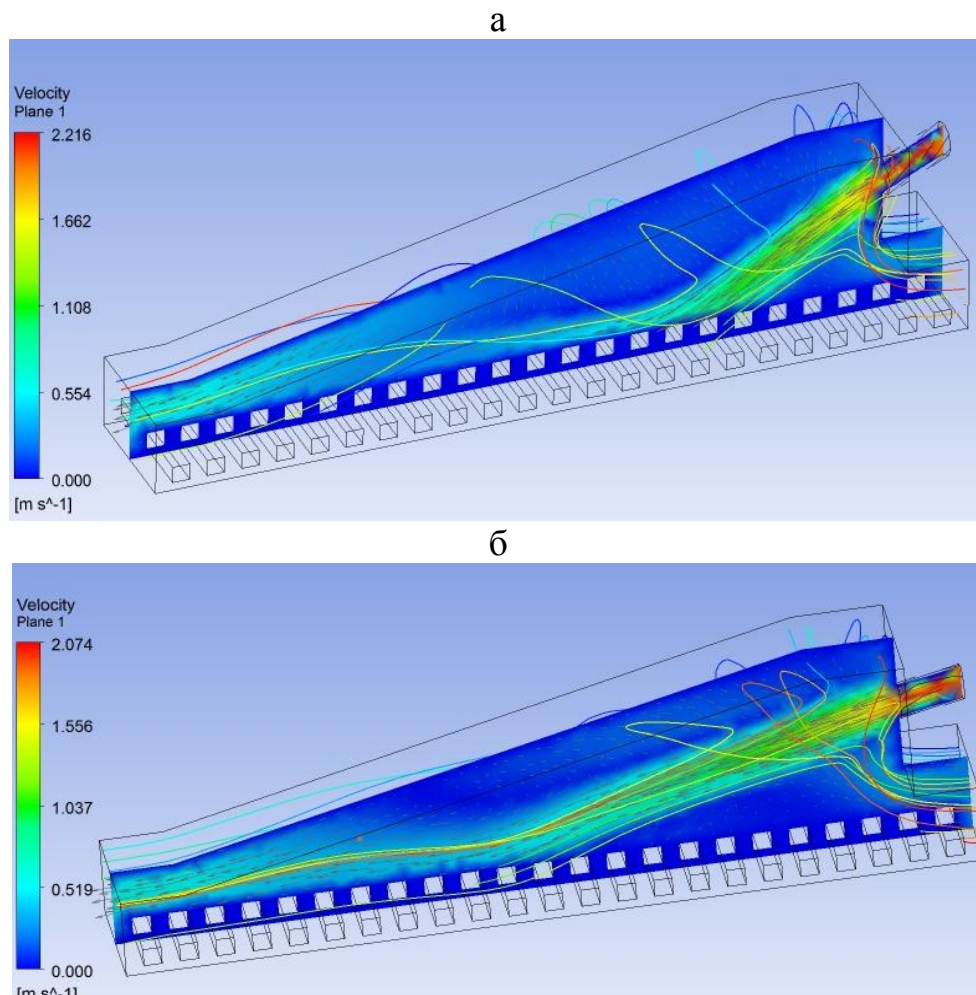 а
Velocity
Plane 1
2.216
1.662
1.108
0.554
0.000
[m s^-1]
б
Velocity
Plane 1
2.074
1.556
1.037
0.519
0.000
[m s^-1]